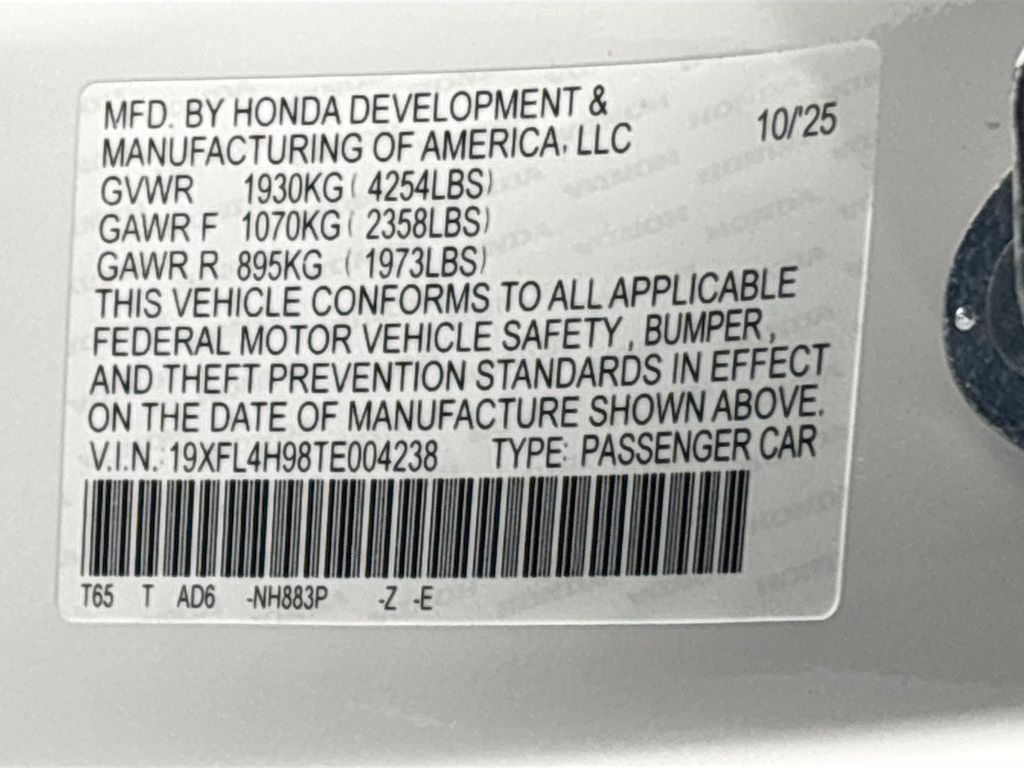 MFD. BY HONDA DEVELOPMENT &
MANUFACTURING OF AMERICA, LLC 10/'25
GVWR 1930KG ( 4254LBS)
GAWR F 1070KG ( 2358LBS)
GAWR R 895KG ( 1973LBS)
THIS VEHICLE CONFORMS TO ALL APPLICABLE
FEDERAL MOTOR VEHICLE SAFETY, BUMPER,
AND THEFT PREVENTION STANDARDS IN EFFECT
ON THE DATE OF MANUFACTURE SHOWN ABOVE.
V.I.N. 19XFL4H98TE004238 TYPE: PASSENGER CAR
T65 T AD6 -NH883P -Z -E